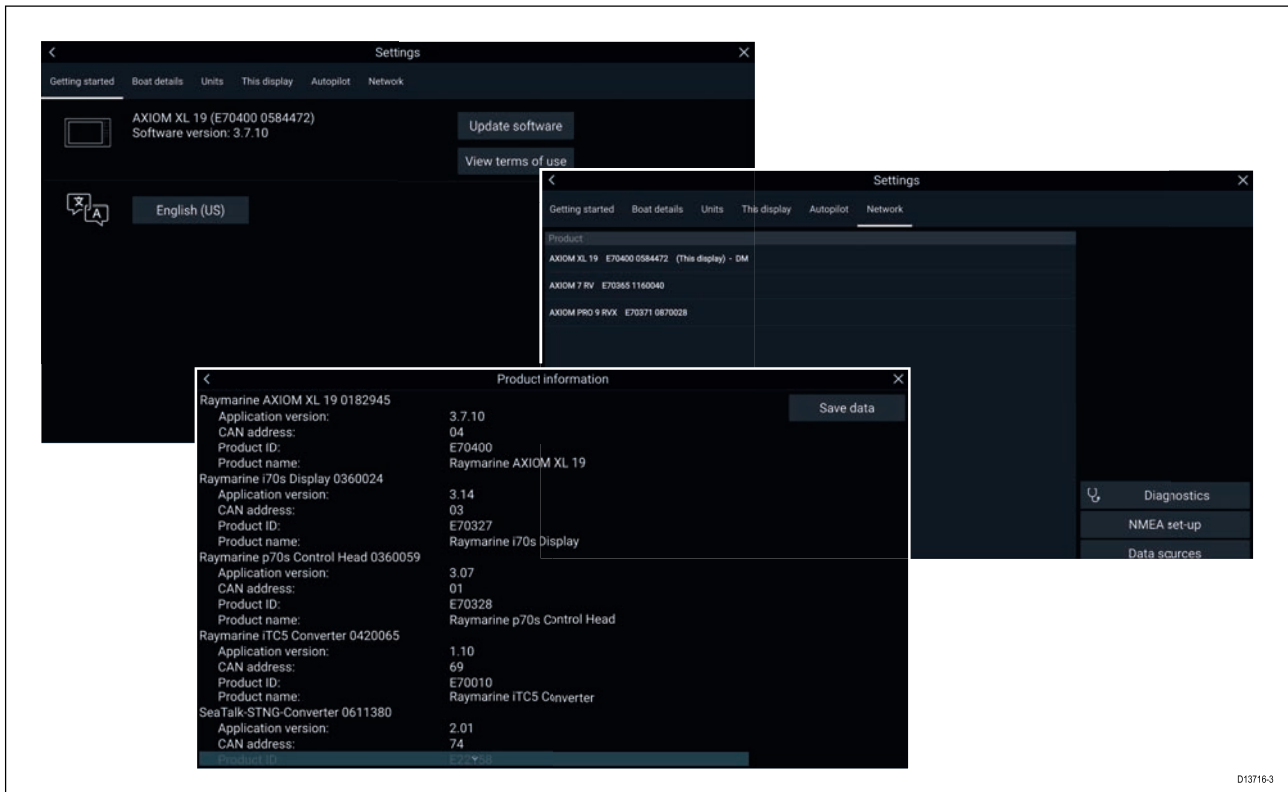 Settings
Getting started Boat details Units This display Autopilot Network
AXIOM XL 19 (E70400 0584472)
Software version: 3.7.10
Update software
View terms of use
English (US)
Settings
Getting started Boat details Units This display Autopilot Network
Product
AXIOM XL 19 E70400 0584472 (This display) - DM
AXIOM 7 RV E70365 1160040
AXIOM PRO 9 RVX E70371 0870028
Diagnostics
NMEA set-up
Data sources
Product information
Save data
Raymarine AXIOM XL 19 0182945
Application version: 3.7.10
CAN address: 04
Product ID: E70400
Product name: Raymarine AXIOM XL 19
Raymarine i70s Display 0360024
Application version: 3.14
CAN address: 03
Product ID: E70327
Product name: Raymarine i70s Display
Raymarine p70s Control Head 0360059
Application version: 3.07
CAN address: 01
Product ID: E70328
Product name: Raymarine p70s Control Head
Raymarine iTC5 Converter 0420065
Application version: 1.10
CAN address: 69
Product ID: E70010
Product name: Raymarine iTC5 Converter
SeaTalk-STNG-Converter 0611380
Application version: 2.01
CAN address: 74
Product ID
D13716-3